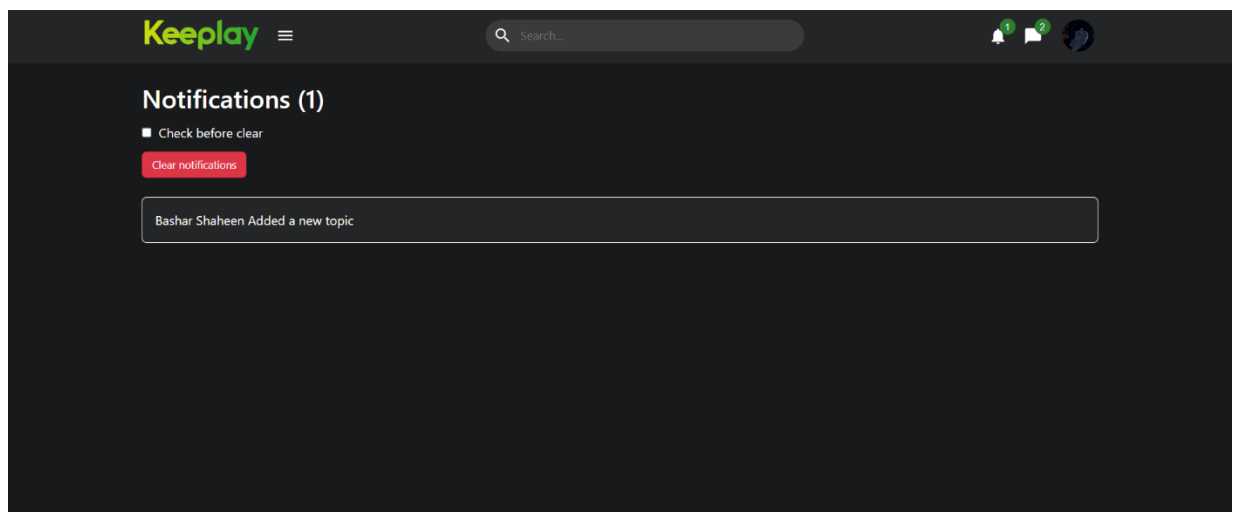 Keeplay
Search...
1
2
Notifications (1)
Check before clear
Clear notifications
Bashar Shaheen Added a new topic